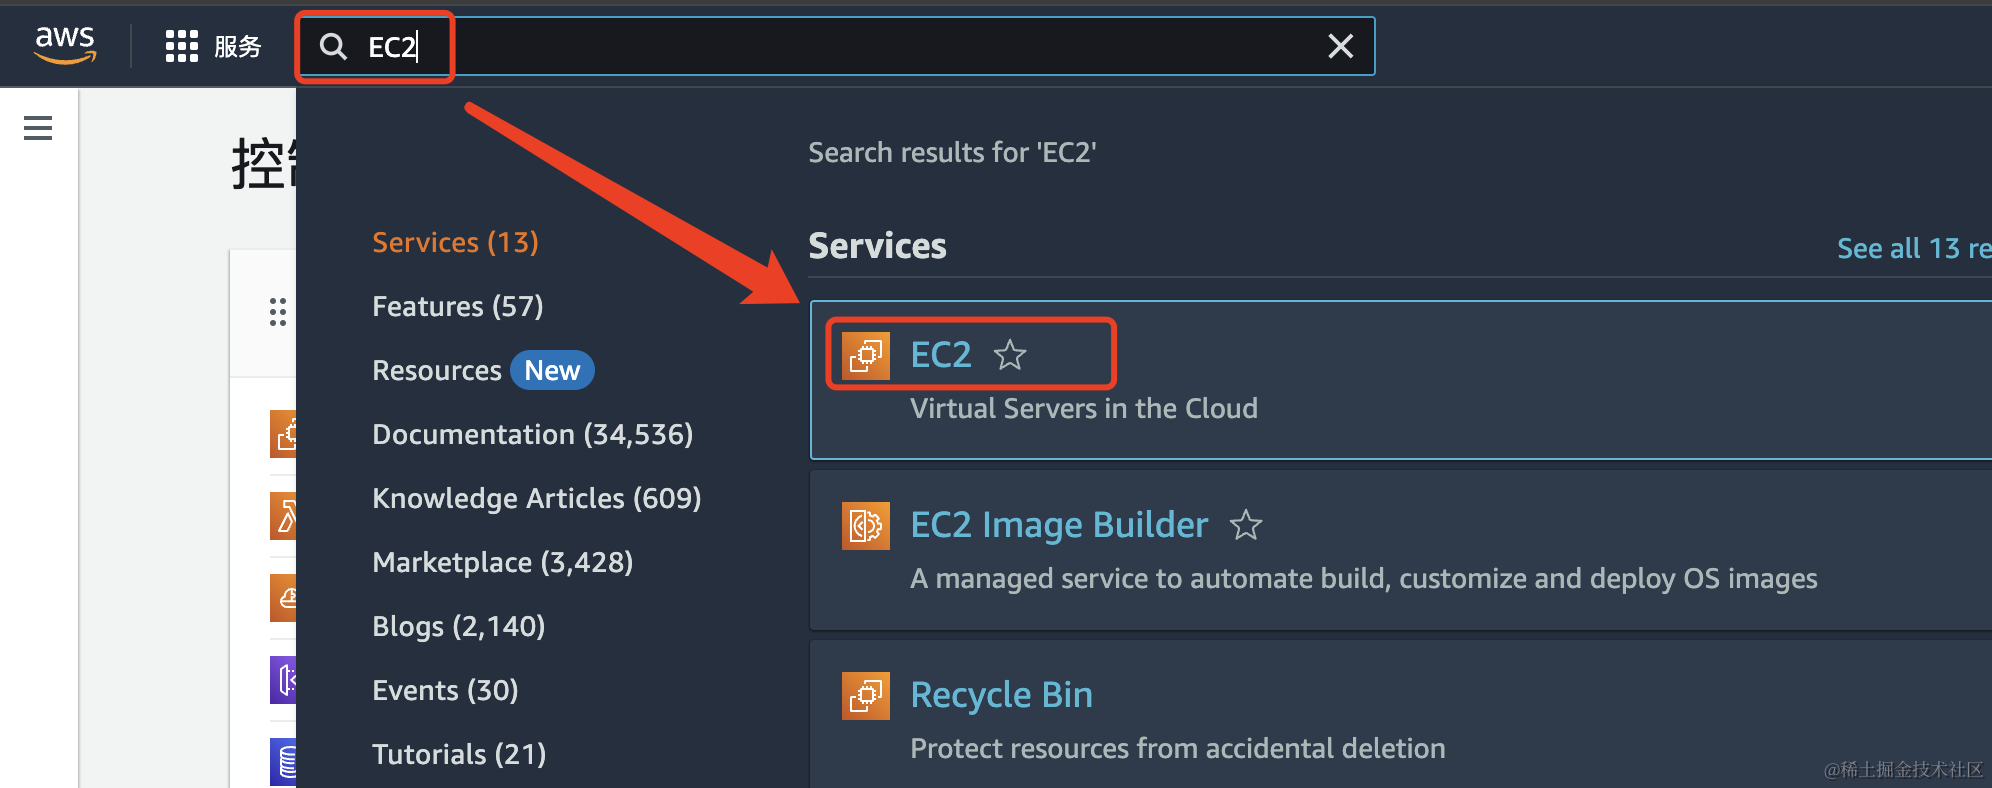 aws
服务
EC2
控
Search results for 'EC2'
Services (13)
Features (57)
Resources New
Documentation (34,536)
Knowledge Articles (609)
Marketplace (3,428)
Blogs (2,140)
Events (30)
Tutorials (21)
Services
See all 13 re
EC2
Virtual Servers in the Cloud
EC2 Image Builder
A managed service to automate build, customize and deploy OS images
Recycle Bin
Protect resources from accidental deletion
@稀土掘金技术社区